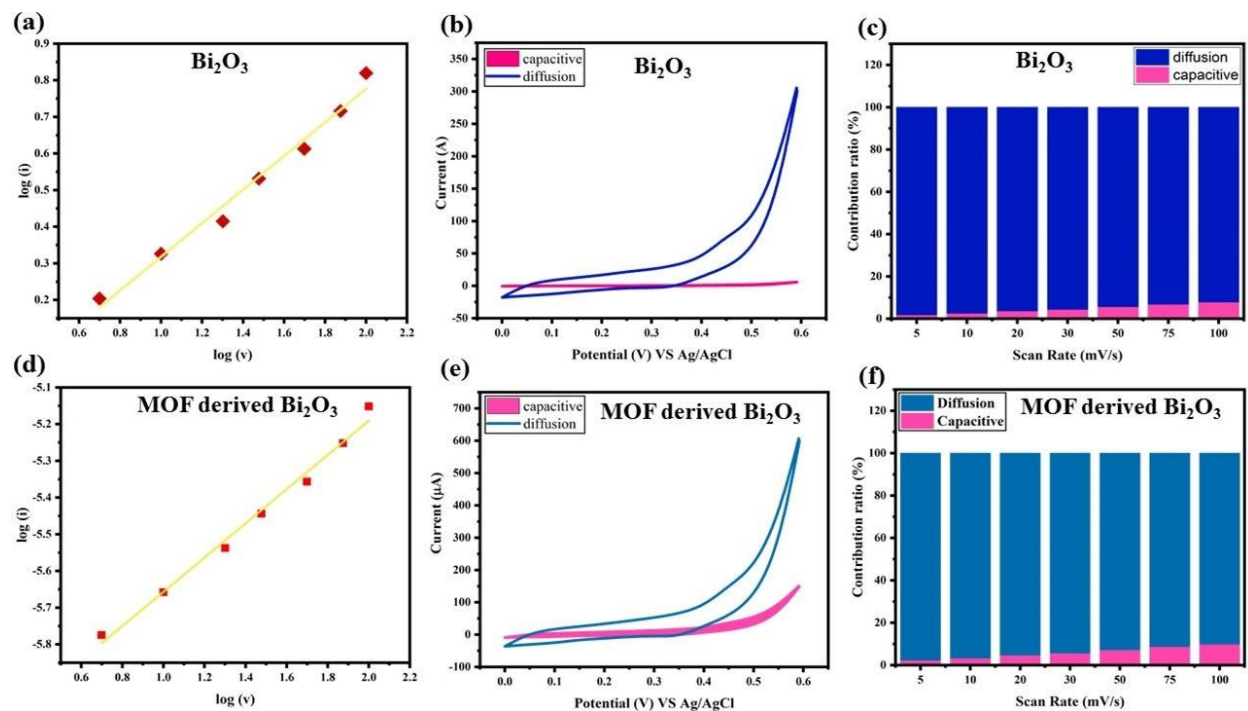 (a)
Bi₂O₃
log (i)
0.9
0.8
0.7
0.6
0.5
0.4
0.3
0.2
0.6 0.8 1.0 1.2 1.4 1.6 1.8 2.0 2.2
log (v)
(b)
capacitive
diffusion
Bi₂O₃
Current (A)
350
300
250
200
150
100
50
0
-50
0.0 0.1 0.2 0.3 0.4 0.5 0.6
Potential (V) VS Ag/AgCl
(c)
Bi₂O₃
diffusion
capacitive
Contribution ratio (%)
120
100
80
60
40
20
0
5 10 20 30 50 75 100
Scan Rate (mV/s)
(d)
MOF derived Bi₂O₃
log (i)
-5.1
-5.2
-5.3
-5.4
-5.5
-5.6
-5.7
-5.8
0.6 0.8 1.0 1.2 1.4 1.6 1.8 2.0 2.2
log (v)
(e)
capacitive
diffusion
MOF derived Bi₂O₃
Current (μA)
700
600
500
400
300
200
100
0
-100
0.0 0.1 0.2 0.3 0.4 0.5 0.6
Potential (V) VS Ag/AgCl
(f)
Diffusion
Capacitive
MOF derived Bi₂O₃
Contribution ratio (%)
120
100
80
60
40
20
0
5 10 20 30 50 75 100
Scan Rate (mV/s)